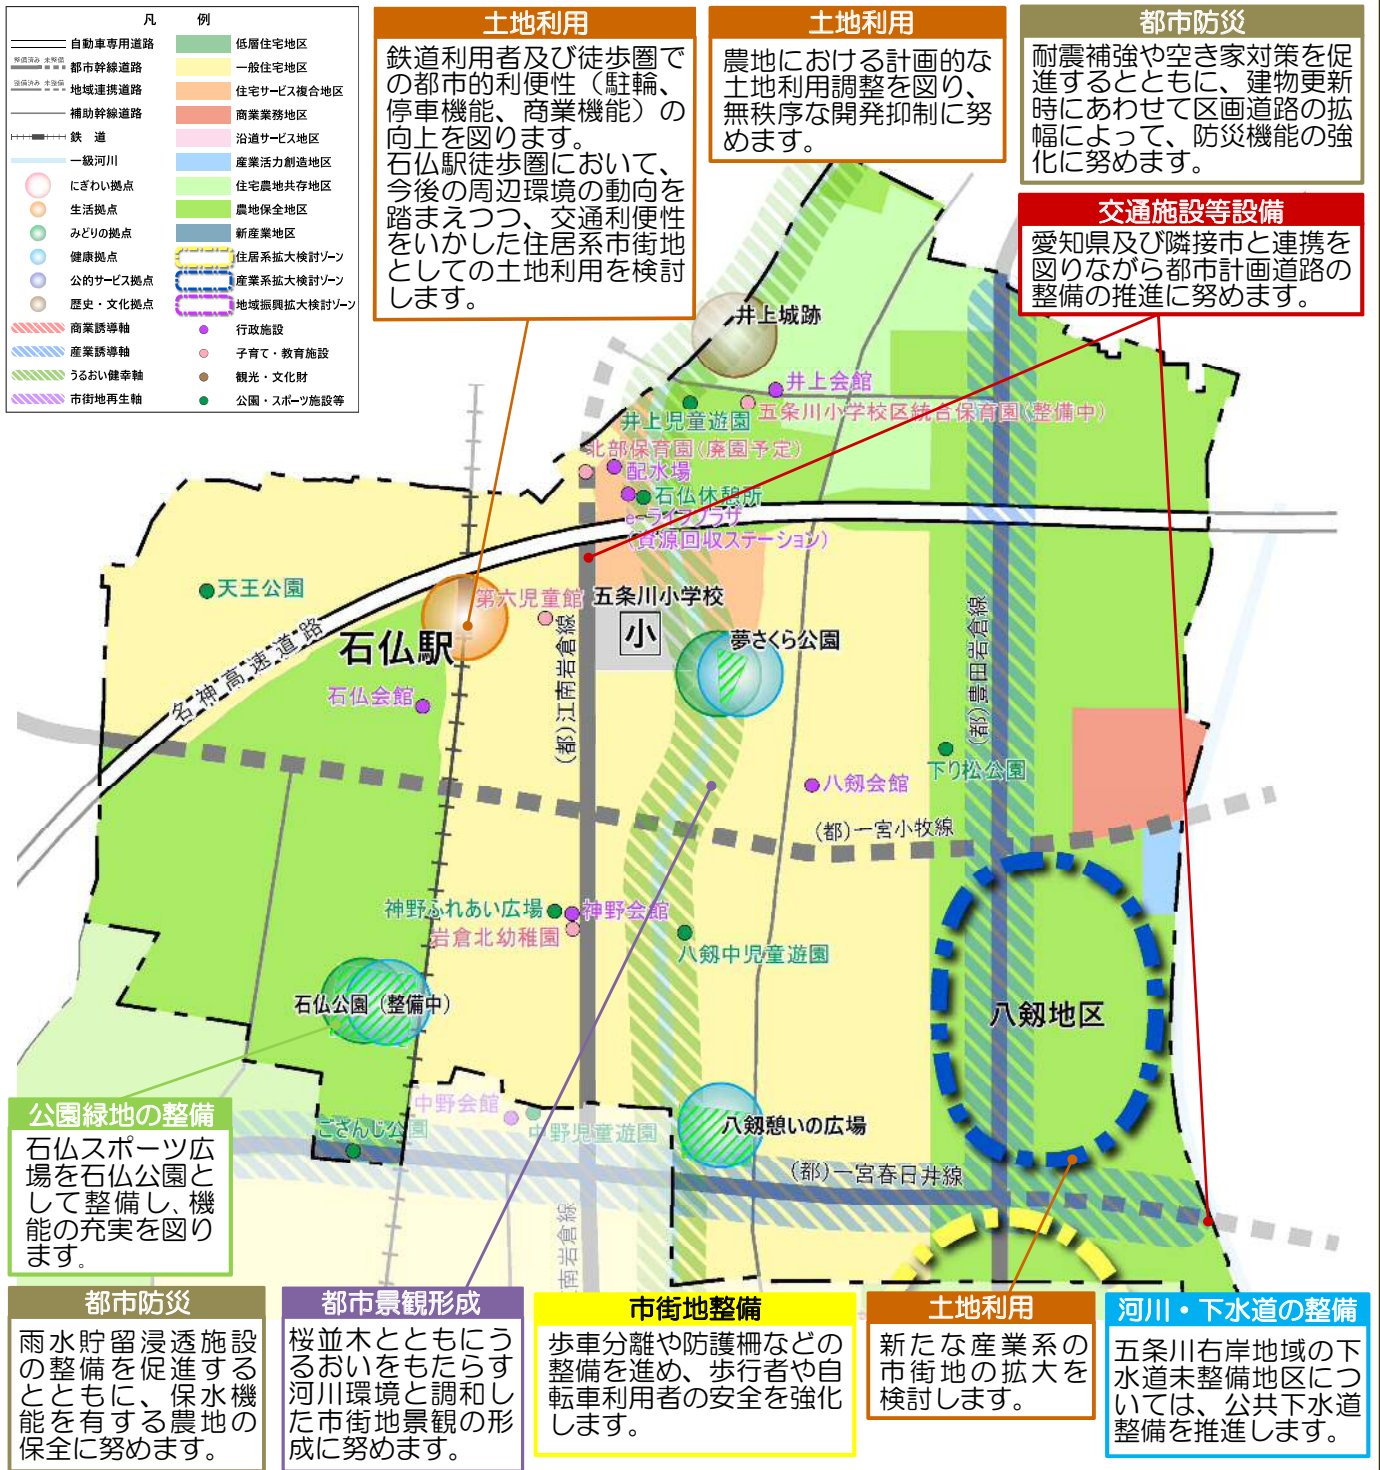 凡 例
自動車専用道路
整備済み 未整備
都市幹線道路
整備済み 未整備
地域連携道路
補助幹線道路
鉄 道
一級河川
にぎわい拠点
生活拠点
みどりの拠点
健康拠点
公的サービス拠点
歴史・文化拠点
商業誘導軸
産業誘導軸
うるおい健幸軸
市街地再生軸
低層住宅地区
一般住宅地区
住宅サービス複合地区
商業業務地区
沿道サービス地区
産業活力創造地区
住宅農地共存地区
農地保全地区
新産業地区
住居系拡大検討ゾーン
産業系拡大検討ゾーン
地域振興拡大検討ゾーン
行政施設
子育て・教育施設
観光・文化財
公園・スポーツ施設等
土地利用
鉄道利用者及び徒歩圏で
の都市的利便性（駐輪、
停車機能、商業機能）の
向上を図ります。
石仏駅徒歩圏において、
今後の周辺環境の動向を
踏まえつつ、交通利便性
をいかした住居系市街地
としての土地利用を検討
します。
土地利用
農地における計画的な
土地利用調整を図り、
無秩序な開発抑制に努
めます。
都市防災
耐震補強や空き家対策を促
進するとともに、建物更新
時にあわせて区画道路の拡
幅によって、防災機能の強
化に努めます。
交通施設等設備
愛知県及び隣接市と連携を
図りながら都市計画道路の
整備の推進に努めます。
井上城跡
井上会館
井上児童遊園
五条川小学校区統合保育園(整備中)
北部保育園(廃園予定)
配水場
石仏休憩所
e-ライフプラザ
(資源回収ステーション)
天王公園
第六児童館
五条川小学校
小
石仏駅
夢さくら公園
名神高速道路
石仏会館
(都)江南岩倉線
(都)豊田岩倉線
下り松公園
八剱会館
(都)一宮小牧線
神野ふれあい広場
神野会館
岩倉北幼稚園
八剱中児童遊園
石仏公園（整備中）
八剱地区
中野会館
中野児童遊園
ござんじ公園
八剱憩いの広場
(都)一宮春日井線
江南岩倉線
公園緑地の整備
石仏スポーツ広
場を石仏公園と
して整備し、機
能の充実を図り
ます。
都市防災
雨水貯留浸透施設
の整備を促進する
とともに、保水機
能を有する農地の
保全に努めます。
都市景観形成
桜並木とともにう
るおいをもたらす
河川環境と調和し
た市街地景観の形
成に努めます。
市街地整備
歩車分離や防護柵などの
整備を進め、歩行者や自
転車利用者の安全を強化
します。
土地利用
新たな産業系の
市街地の拡大を
検討します。
河川・下水道の整備
五条川右岸地域の下
水道未整備地区につ
いては、公共下水道
整備を推進します。